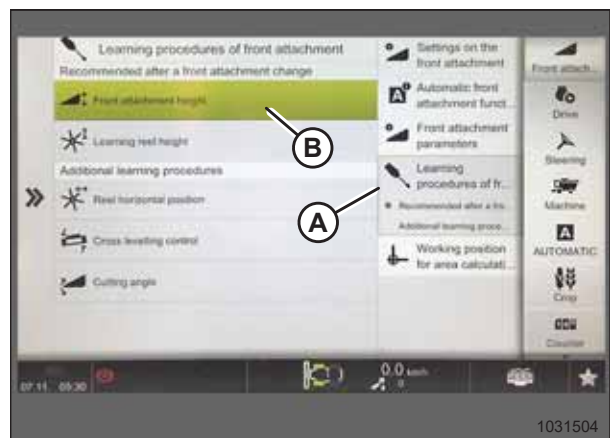 Learning procedures of front attachment
Recommended after a front attachment change
Front attachment height
Learning reel height
Additional learning procedures
Reel horizontal position
Cross levelling control
Cutting angle
Settings on the
front attachment
Automatic front
attachment funct...
Front attachment
parameters
Learning
procedures of fr...
Recommended after a fro...
Additional learning proce...
Working position
for area calculati...
Front attach...
Drive
Steering
Machine
A
AUTOMATIC
Crop
Counter
A
B
07.11 05:30
0.0 km/h
0
1031504